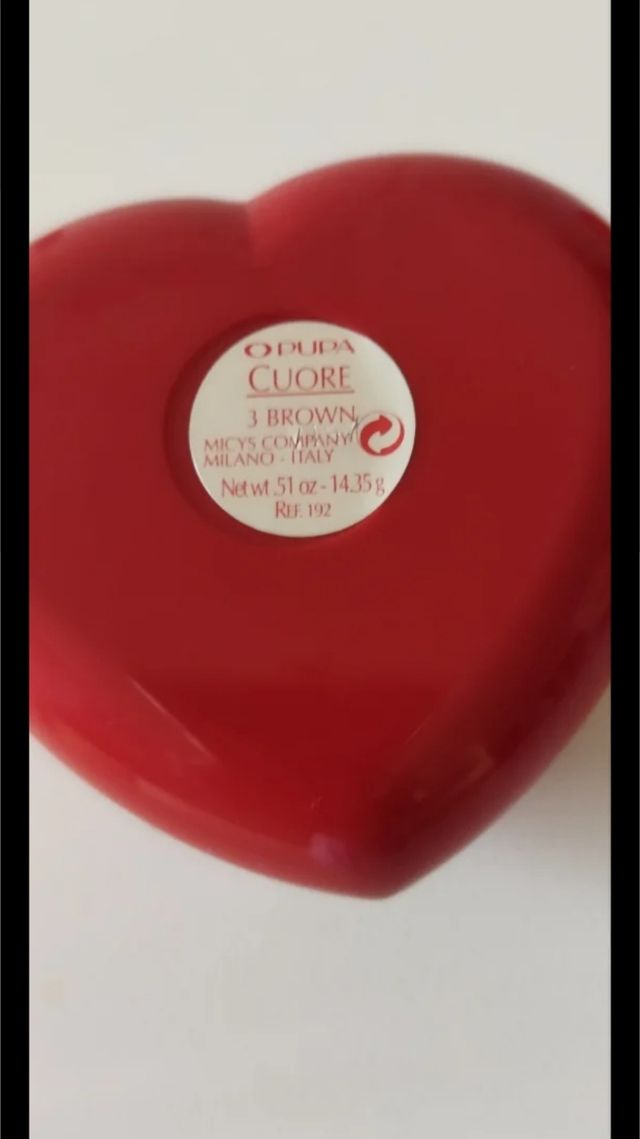 PUPA
CUORE
3 BROWN
MICYS COMPANY
MILANO - ITALY
Net wt .51 oz - 14.35 g
REF. 192